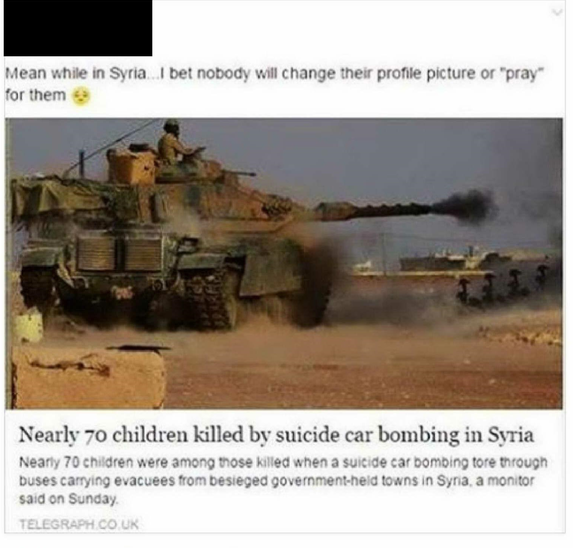 Mean while in Syria...I bet nobody will change their profile picture or "pray"
for them 😔
Nearly 70 children killed by suicide car bombing in Syria
Nearly 70 children were among those killed when a suicide car bombing tore through
buses carrying evacuees from besieged government-held towns in Syria, a monitor
said on Sunday.
TELEGRAPH.CO.UK